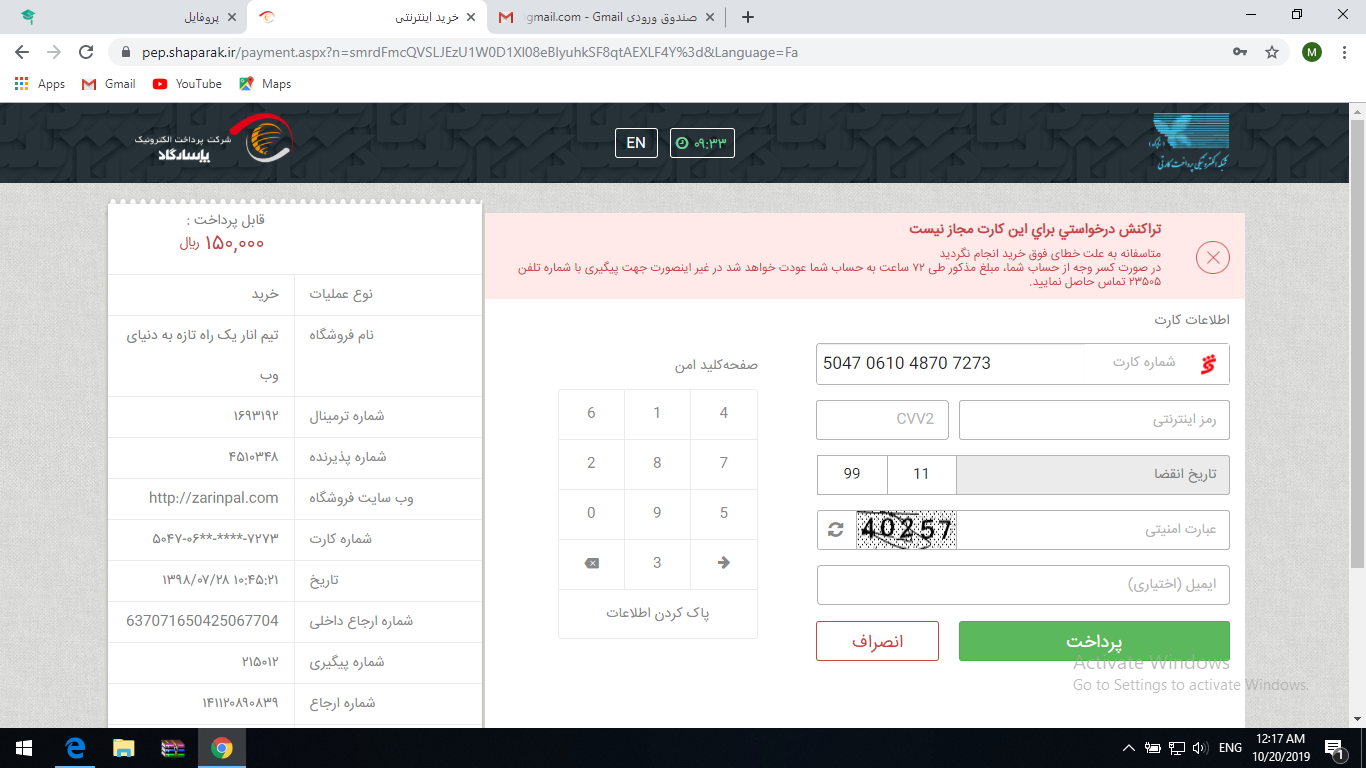 پروفایل
خرید اینترنتی
صندوق ورودی gmail.com - Gmail
pep.shaparak.ir/payment.aspx?n=smrdFmcQVSLJEzU1W0D1XI08eBIyuhkSF8qtAEXLF4Y%3d&Language=Fa
M
Apps
Gmail
YouTube
Maps
شرکت پرداخت الکترونیک
پاسارگاد
EN
۰۹:۳۳
شاپرک
شبکه الکترونیکی پرداخت کارتی
قابل پرداخت :
۱۵۰,۰۰۰ ریال
نوع عملیات خرید
نام فروشگاه تیم انار یک راه تازه به دنیای
وب
شماره ترمینال ۱۶۹۳۱۹۲
شماره پذیرنده ۴۵۱۰۳۴۸
وب سایت فروشگاه http://zarinpal.com
شماره کارت ۵۰۴۷-۰۶**-****-۷۲۷۳
تاریخ ۱۳۹۸/۰۷/۲۸ ۱۰:۴۵:۲۱
شماره ارجاع داخلی 637071650425067704
شماره پیگیری ۲۱۵۰۱۲
شماره ارجاع ۱۴۱۱۲۰۸۹۰۸۳۹
تراکنش درخواستي براي اين کارت مجاز نيست
متاسفانه به علت خطای فوق خرید انجام نگردید
در صورت کسر وجه از حساب شما، مبلغ مذکور طی ۷۲ ساعت به حساب شما عودت خواهد شد در غیر اینصورت جهت پیگیری با شماره تلفن
۲۳۵۰۵ تماس حاصل نمایید.
اطلاعات کارت
شماره کارت 5047 0610 4870 7273
رمز اینترنتی CVV2
تاریخ انقضا 11 99
عبارت امنیتی 40257
ایمیل (اختیاری)
پرداخت انصراف
صفحه‌کلید امن
6 1 4
2 8 7
0 9 5
3
پاک کردن اطلاعات
Activate Windows
Go to Settings to activate Windows.
ENG
12:17 AM
10/20/2019
1